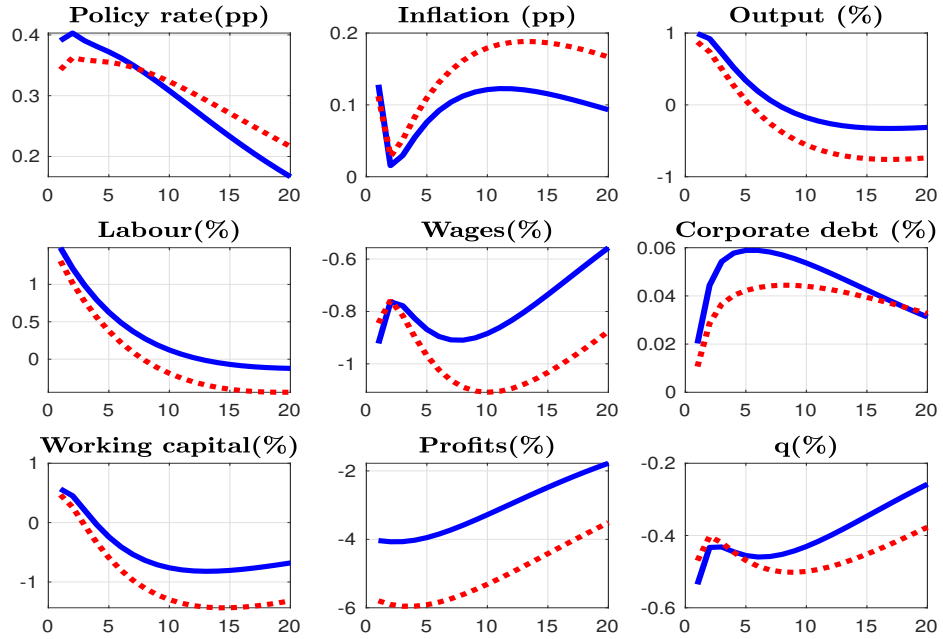 Policy rate(pp) Inflation (pp) Output (%)
0.4 0.2 1
0.3 0.1 0
0.2 0 -1
0 5 10 15 20 0 5 10 15 20 0 5 10 15 20
Labour(%) Wages(%) Corporate debt (%)
1 -0.6 0.06
0.5 -0.8 0.04
0 -1 0.02
0
0 5 10 15 20 0 5 10 15 20 0 5 10 15 20
Working capital(%) Profits(%) q(%)
1 -2 -0.2
0 -4 -0.4
-1 -6 -0.6
0 5 10 15 20 0 5 10 15 20 0 5 10 15 20